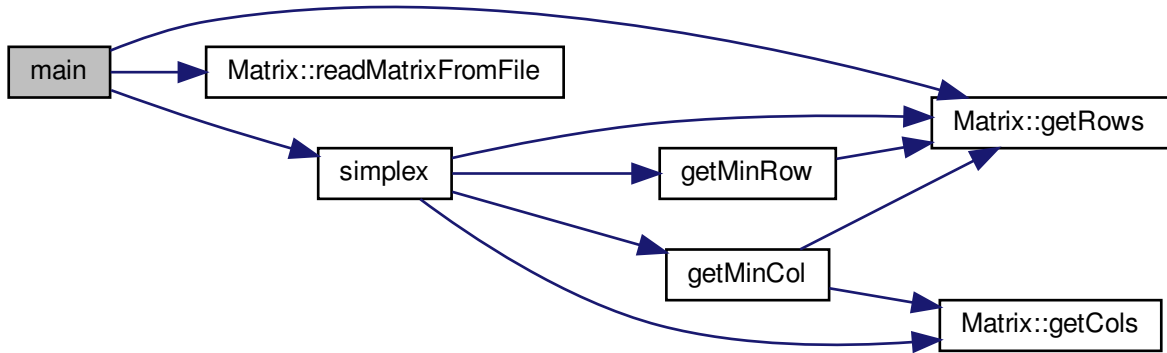 main
Matrix::readMatrixFromFile
Matrix::getRows
simplex
getMinRow
getMinCol
Matrix::getCols